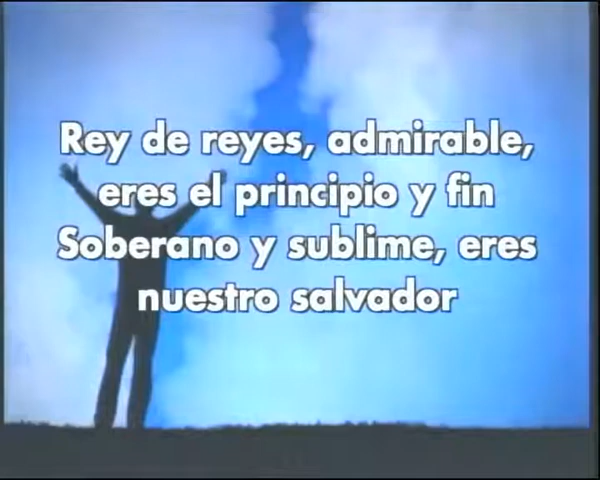 Rey de reyes, admirable,
eres el principio y fin
Soberano y sublime, eres
nuestro salvador